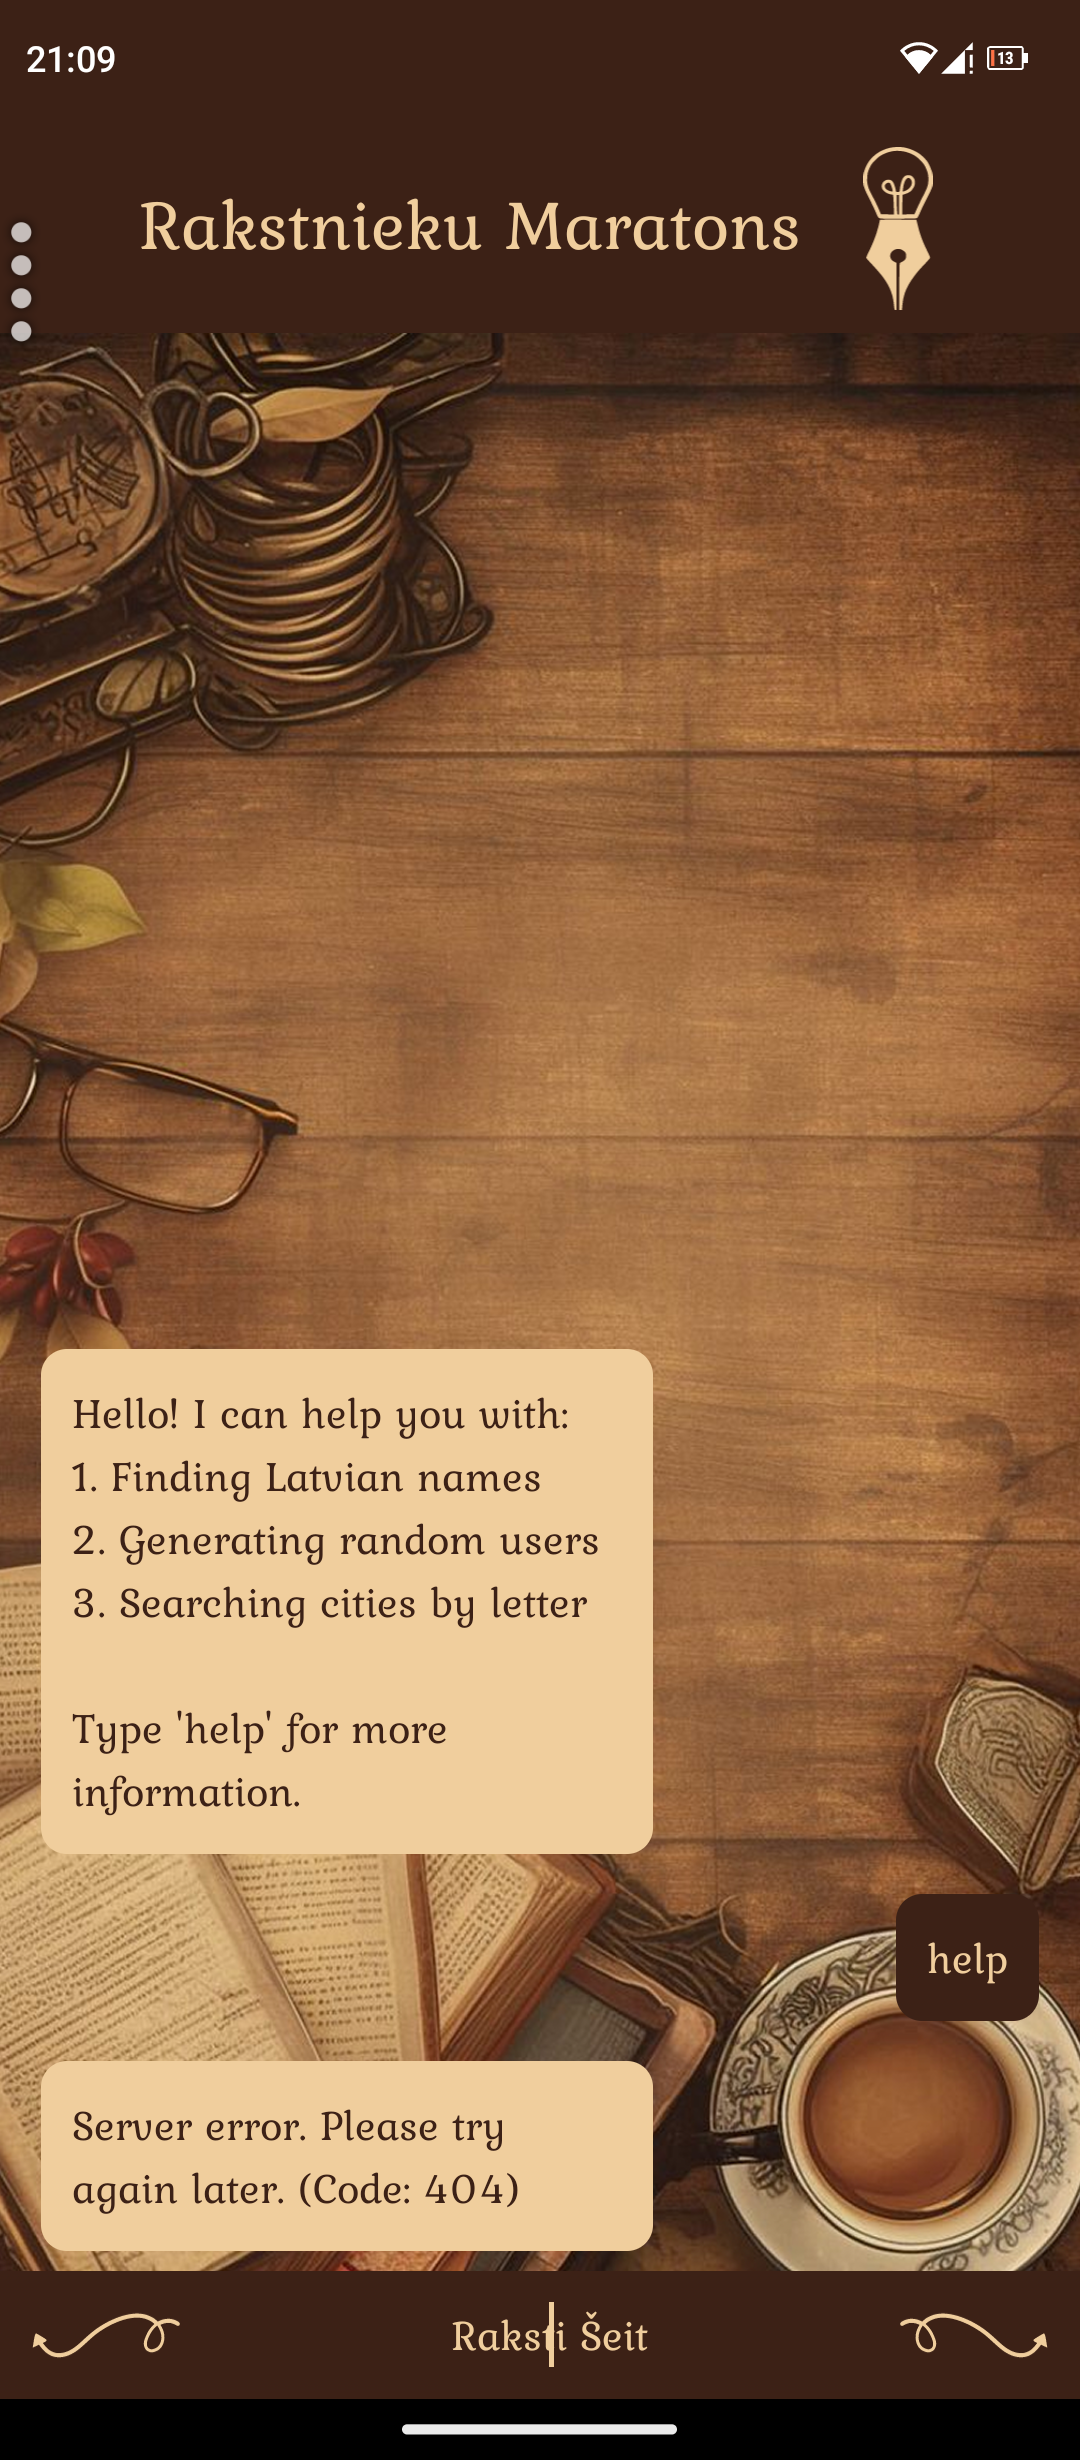 21:09
13
Rakstnieku Maratons
Hello! I can help you with:
1. Finding Latvian names
2. Generating random users
3. Searching cities by letter
Type 'help' for more
information.
help
Server error. Please try
again later. (Code: 404)
Raksti Šeit